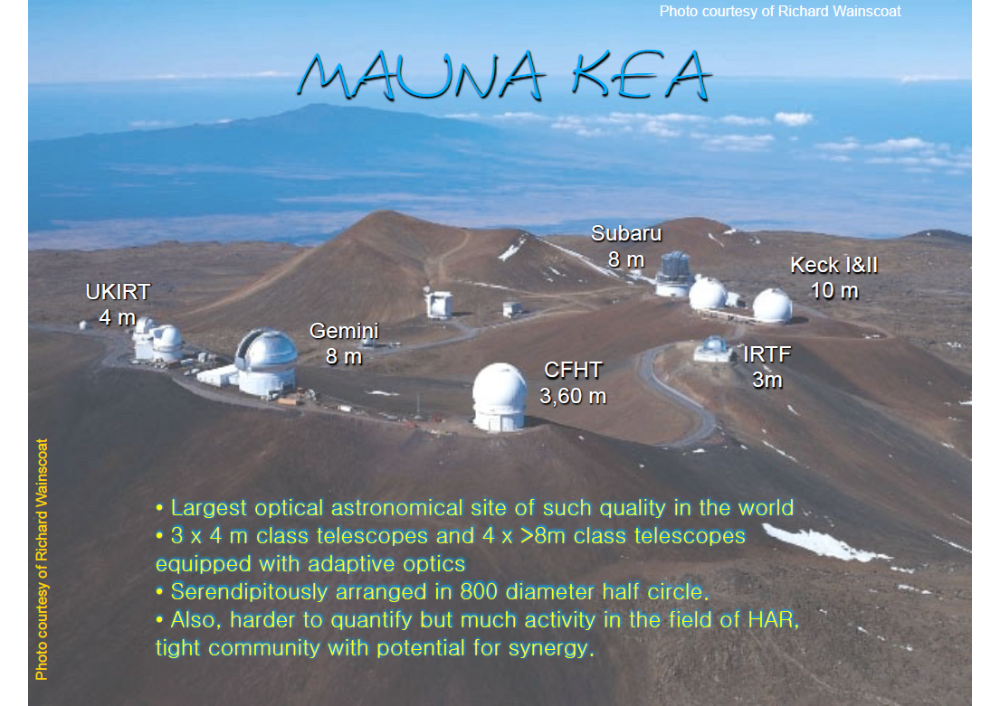 Photo courtesy of Richard Wainscoat
MAUNA KEA
Subaru
8 m
Keck I&II
10 m
UKIRT
4 m
Gemini
8 m
IRTF
3m
CFHT
3,60 m
Photo courtesy of Richard Wainscoat
• Largest optical astronomical site of such quality in the world
• 3 x 4 m class telescopes and 4 x >8m class telescopes
equipped with adaptive optics
• Serendipitously arranged in 800 diameter half circle.
• Also, harder to quantify but much activity in the field of HAR,
tight community with potential for synergy.